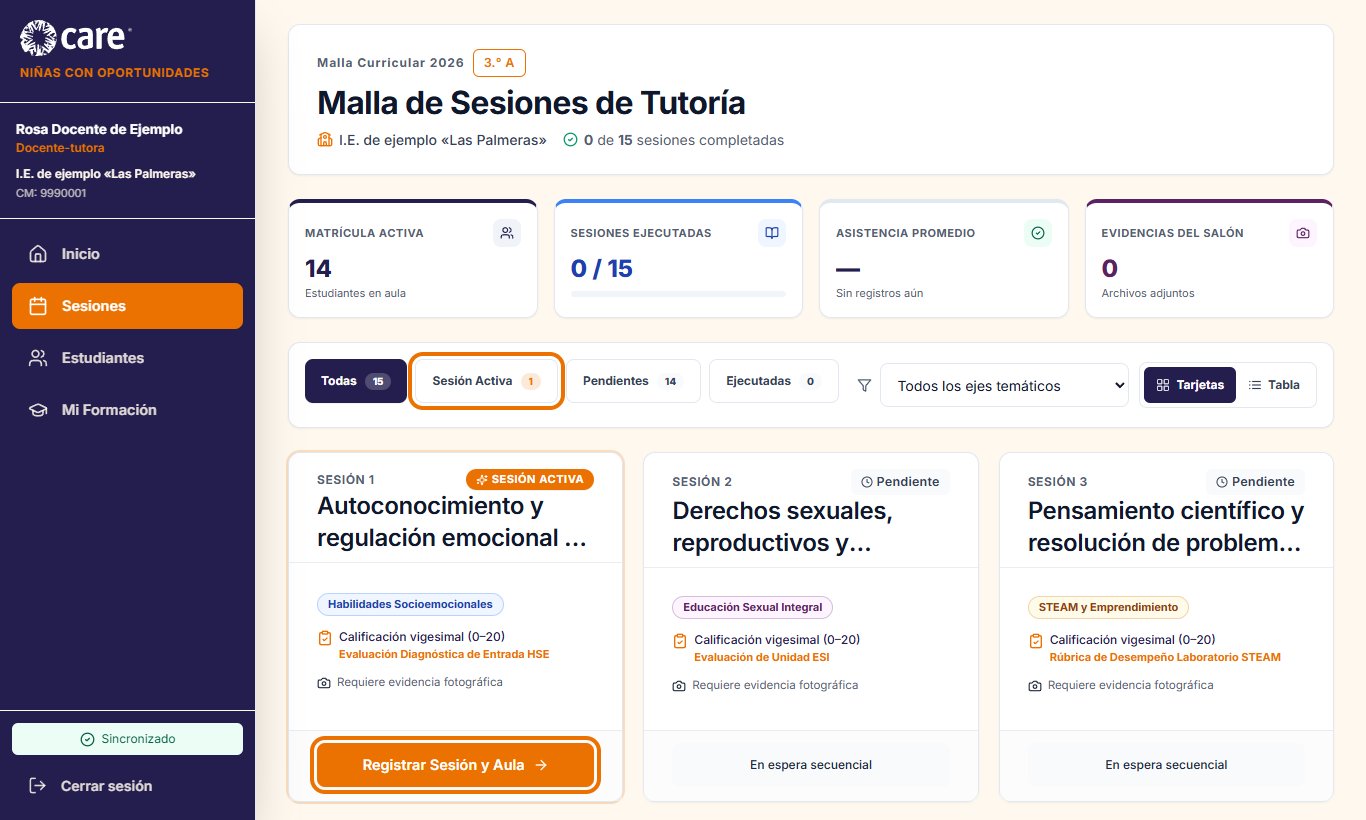 care
NIÑAS CON OPORTUNIDADES
Rosa Docente de Ejemplo
Docente-tutora
I.E. de ejemplo «Las Palmeras»
CM: 9990001
Inicio
Sesiones
Estudiantes
Mi Formación
Sincronizado
Cerrar sesión
Malla Curricular 2026 3.° A
Malla de Sesiones de Tutoría
I.E. de ejemplo «Las Palmeras» 0 de 15 sesiones completadas
MATRÍCULA ACTIVA
14
Estudiantes en aula
SESIONES EJECUTADAS
0 / 15
ASISTENCIA PROMEDIO
—
Sin registros aún
EVIDENCIAS DEL SALÓN
0
Archivos adjuntos
Todas 15 Sesión Activa 1 Pendientes 14 Ejecutadas 0 Todos los ejes temáticos Tarjetas Tabla
SESIÓN 1 SESIÓN ACTIVA
Autoconocimiento y
regulación emocional ...
Habilidades Socioemocionales
Calificación vigesimal (0–20)
Evaluación Diagnóstica de Entrada HSE
Requiere evidencia fotográfica
Registrar Sesión y Aula →
SESIÓN 2 Pendiente
Derechos sexuales,
reproductivos y...
Educación Sexual Integral
Calificación vigesimal (0–20)
Evaluación de Unidad ESI
Requiere evidencia fotográfica
En espera secuencial
SESIÓN 3 Pendiente
Pensamiento científico y
resolución de problem...
STEAM y Emprendimiento
Calificación vigesimal (0–20)
Rúbrica de Desempeño Laboratorio STEAM
Requiere evidencia fotográfica
En espera secuencial